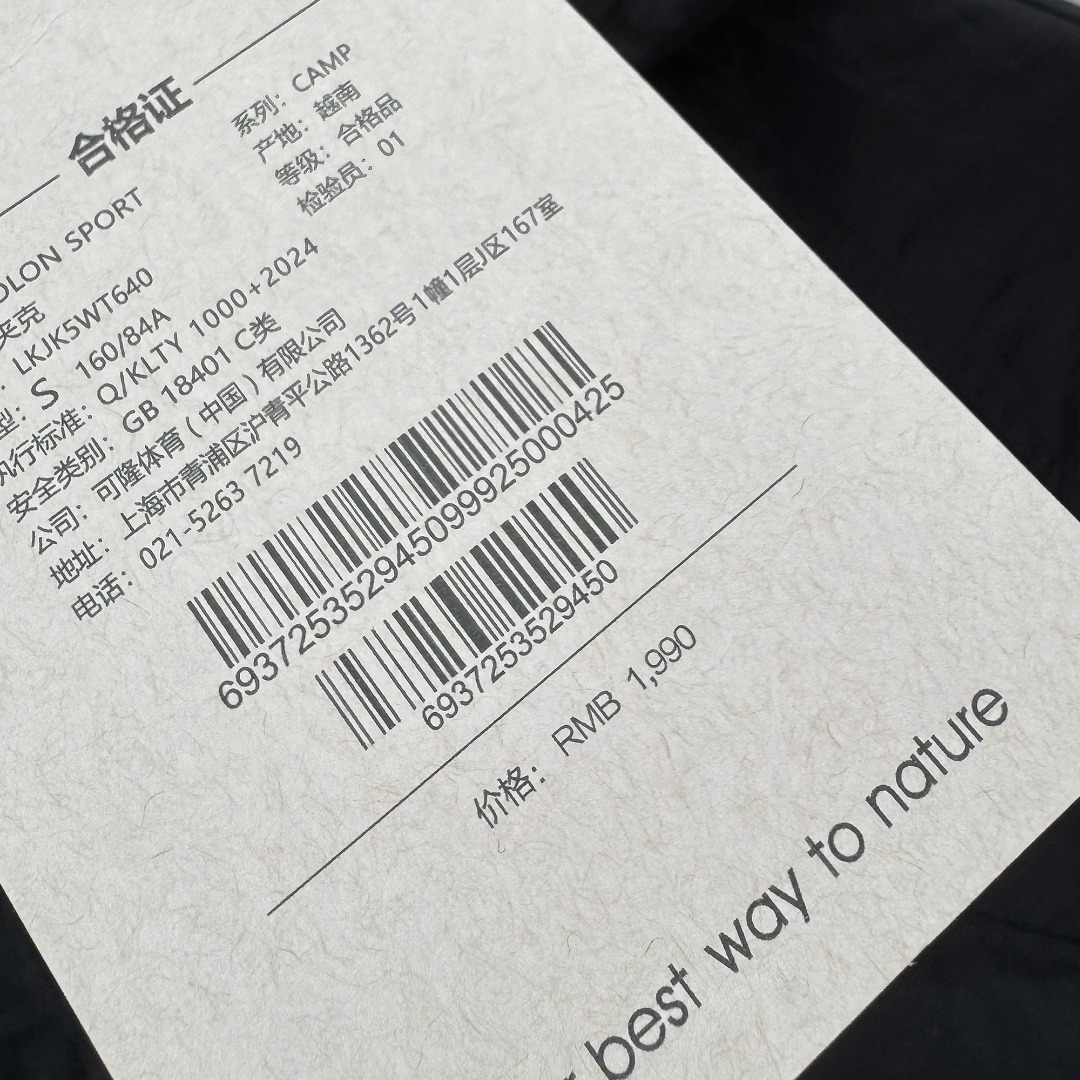 合格证
OLON SPORT
夹克
LKJK5WT640
型：S 160/84A
执行标准：Q/KLTY 1000+2024
安全类别：GB 18401 C类
公司：可隆体育(中国)有限公司
地址：上海市青浦区沪青平公路1362号1幢1层J区167室
电话：021-5263 7219
系列：CAMP
产地：越南
等级：合格品
检验员：01
693725352945099925000425
6937253529450
价格：RMB 1,990
best way to nature